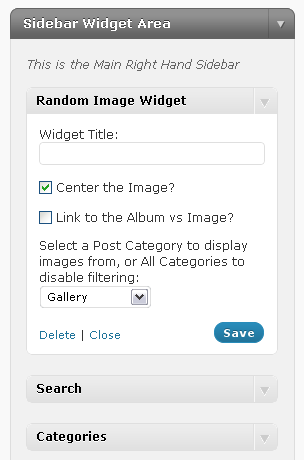 Sidebar Widget Area
This is the Main Right Hand Sidebar
Random Image Widget
Widget Title:
Center the Image?
Link to the Album vs Image?
Select a Post Category to display
images from, or All Categories to
disable filtering:
Gallery
Delete | Close
Save
Search
Categories